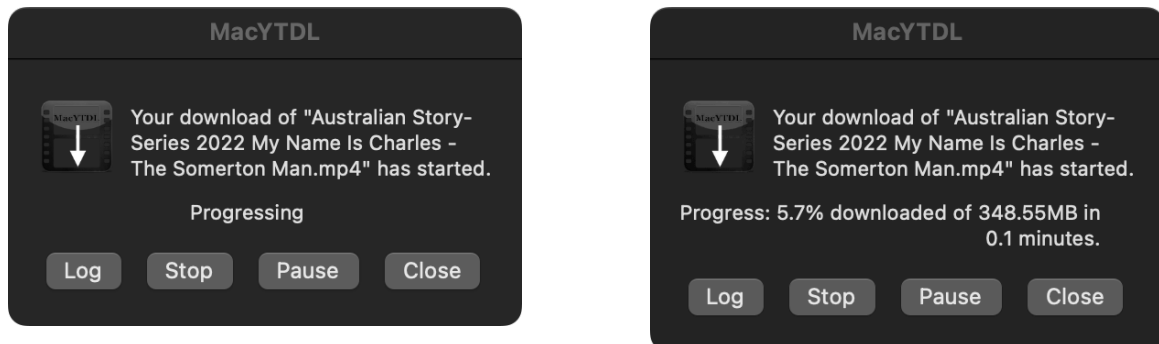 MacYTDL
MacYTDL
Your download of "Australian Story-
Series 2022 My Name Is Charles -
The Somerton Man.mp4" has started.
Progressing
Log Stop Pause Close
MacYTDL
MacYTDL
Your download of "Australian Story-
Series 2022 My Name Is Charles -
The Somerton Man.mp4" has started.
Progress: 5.7% downloaded of 348.55MB in
0.1 minutes.
Log Stop Pause Close